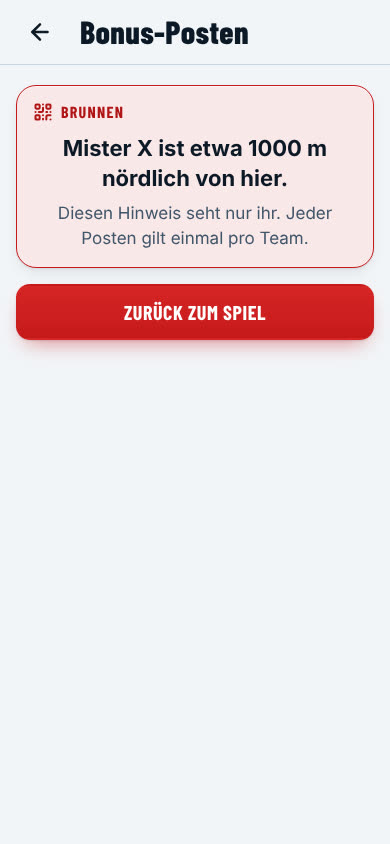 Bonus-Posten
BRUNNEN
Mister X ist etwa 1000 m
nördlich von hier.
Diesen Hinweis seht nur ihr. Jeder
Posten gilt einmal pro Team.
ZURÜCK ZUM SPIEL